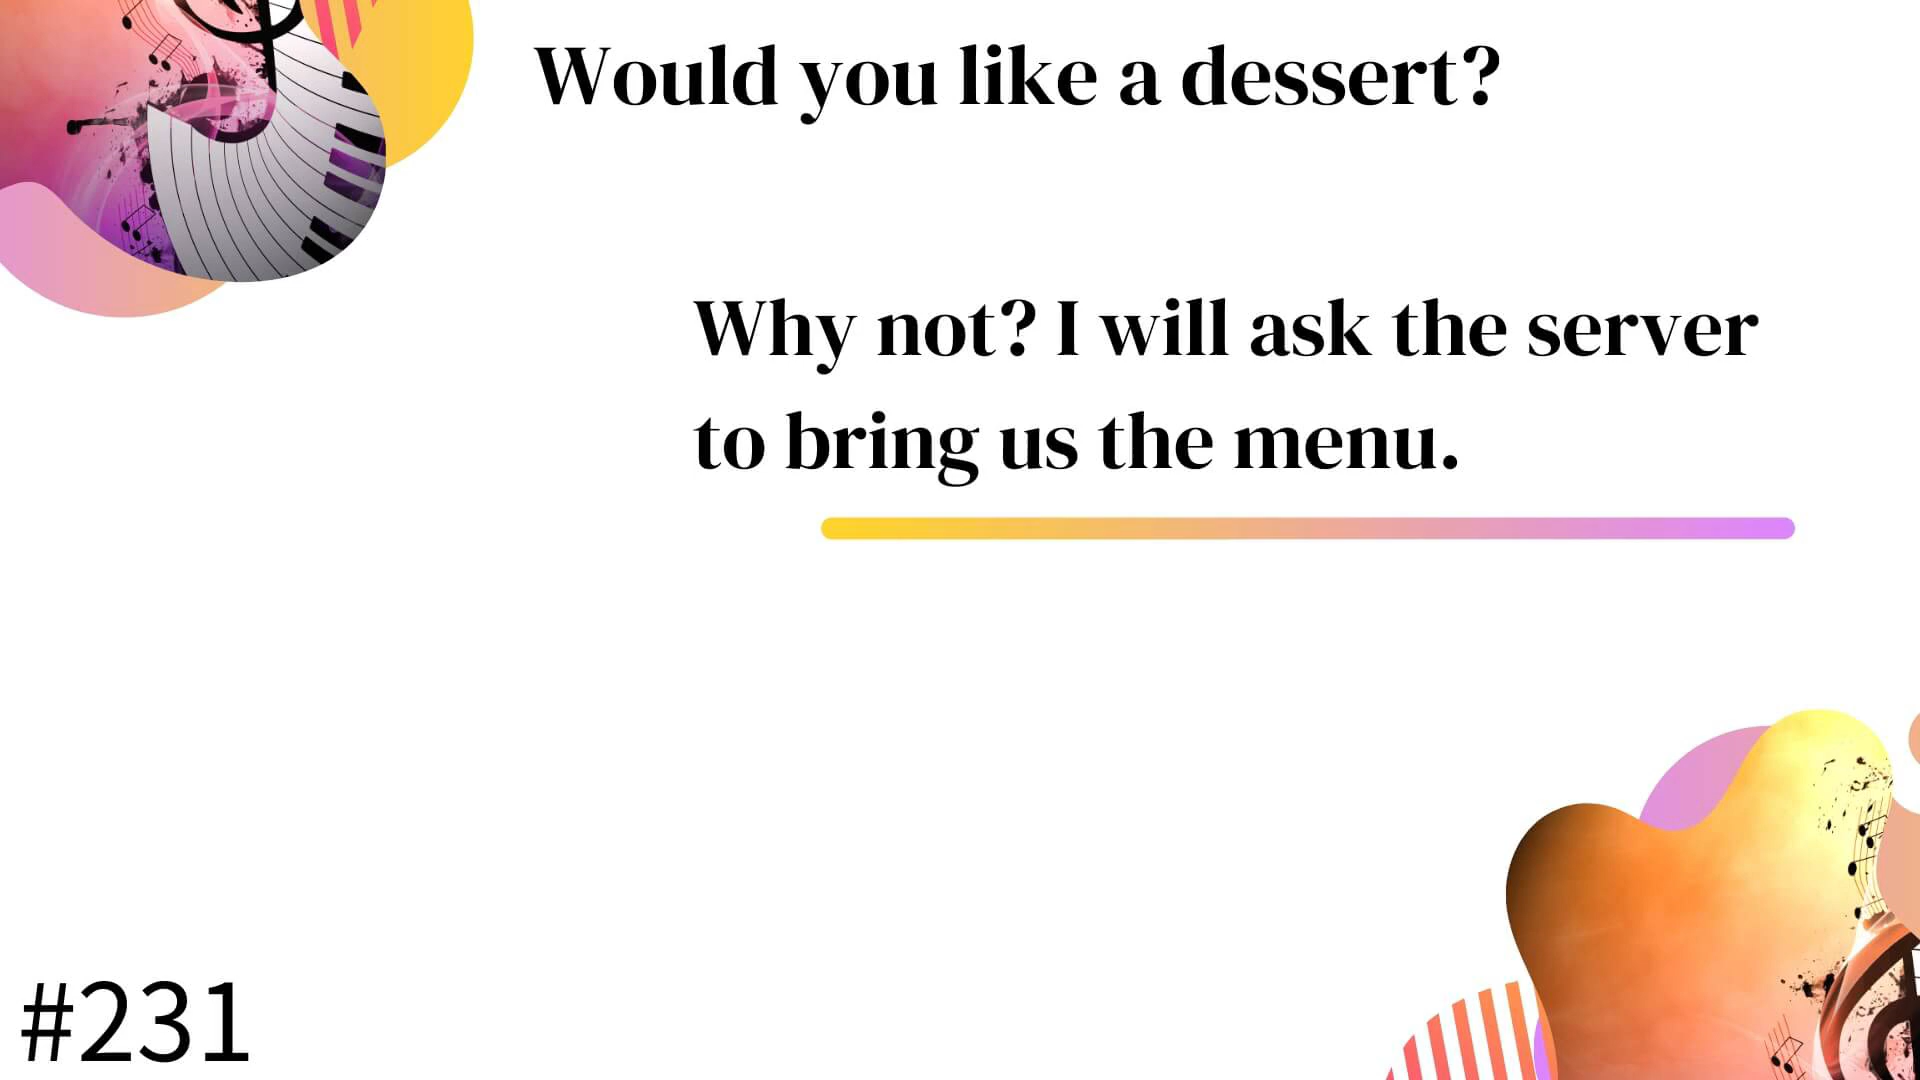 Would you like a dessert?
Why not? I will ask the server
to bring us the menu.
#231